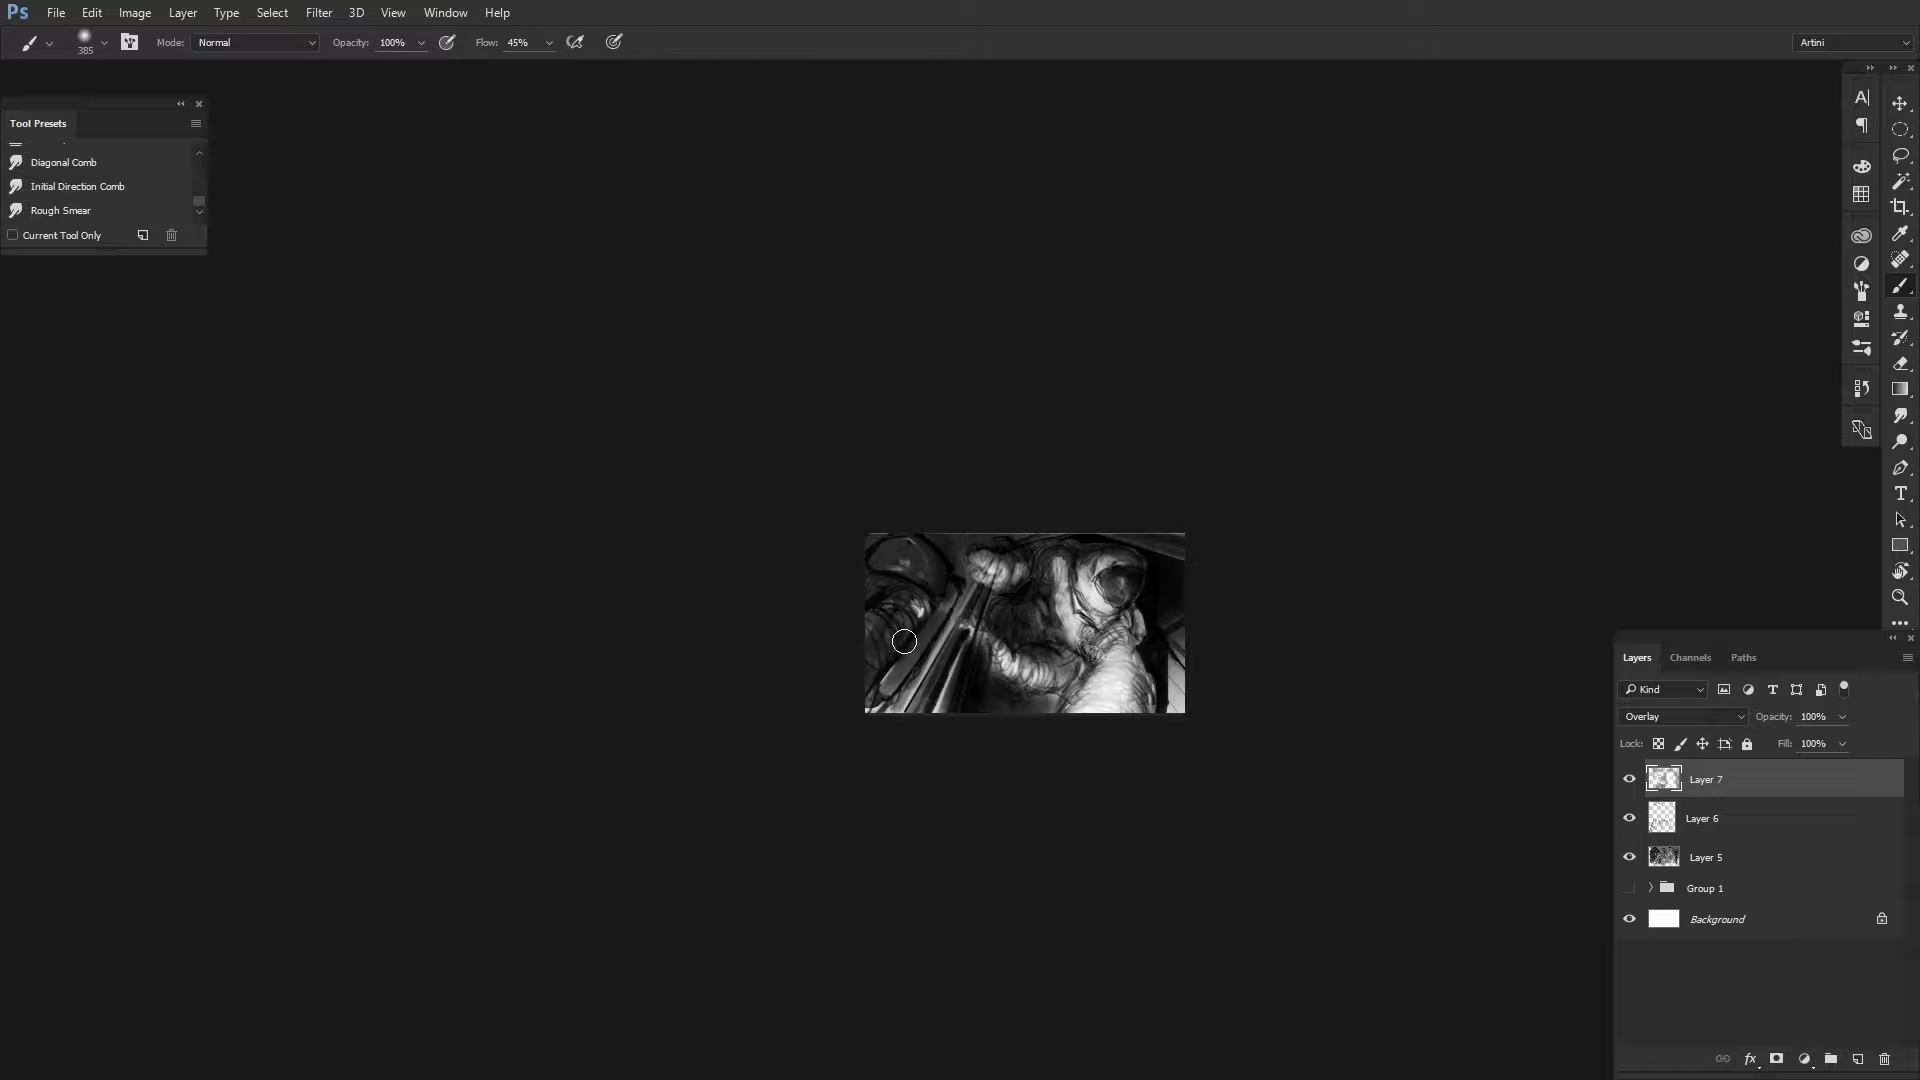 Ps File Edit Image Layer Type Select Filter 3D View Window Help
385 Mode: Normal Opacity: 100% Flow: 45% Artini
Tool Presets
Diagonal Comb
Initial Direction Comb
Rough Smear
Current Tool Only
Layers Channels Paths
Kind
Overlay Opacity: 100%
Lock: Fill: 100%
Layer 7
Layer 6
Layer 5
Group 1
Background
fx